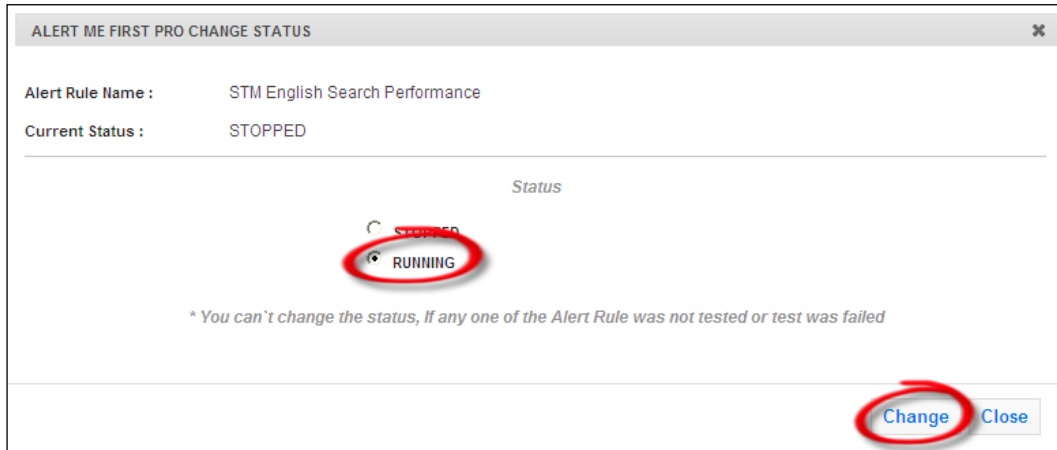 ALERT ME FIRST PRO CHANGE STATUS
Alert Rule Name : STM English Search Performance
Current Status : STOPPED
Status
STOPPED
RUNNING
* You can`t change the status, If any one of the Alert Rule was not tested or test was failed
Change Close